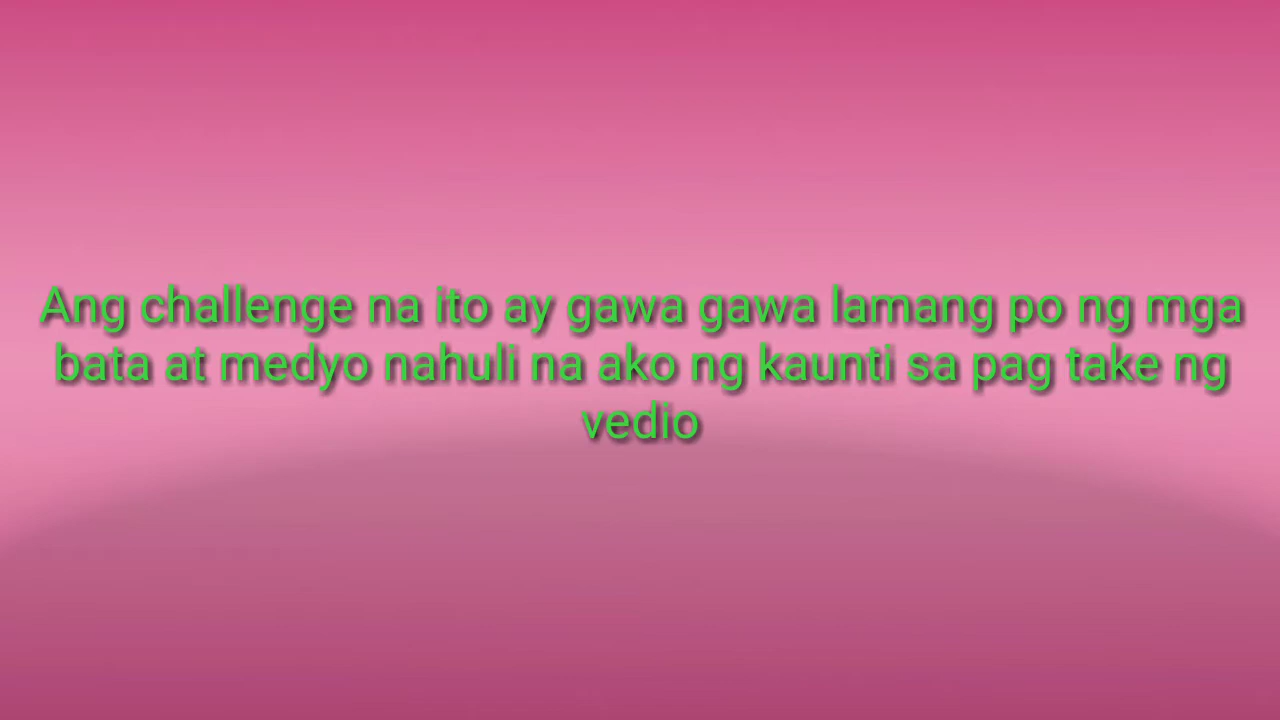 Ang challenge na ito ay gawa gawa lamang po ng mga
bata at medyo nahuli na ako ng kaunti sa pag take ng
vedio